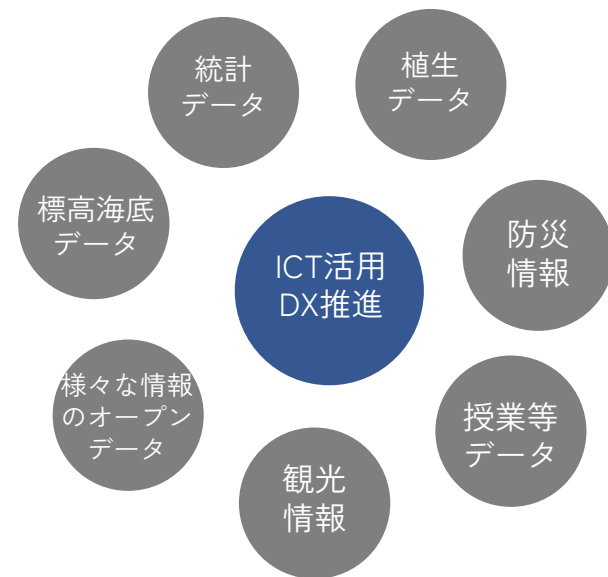 統計
データ
植生
データ
標高海底
データ
防災
情報
ICT活用
DX推進
様々な情報
のオープン
データ
授業等
データ
観光
情報